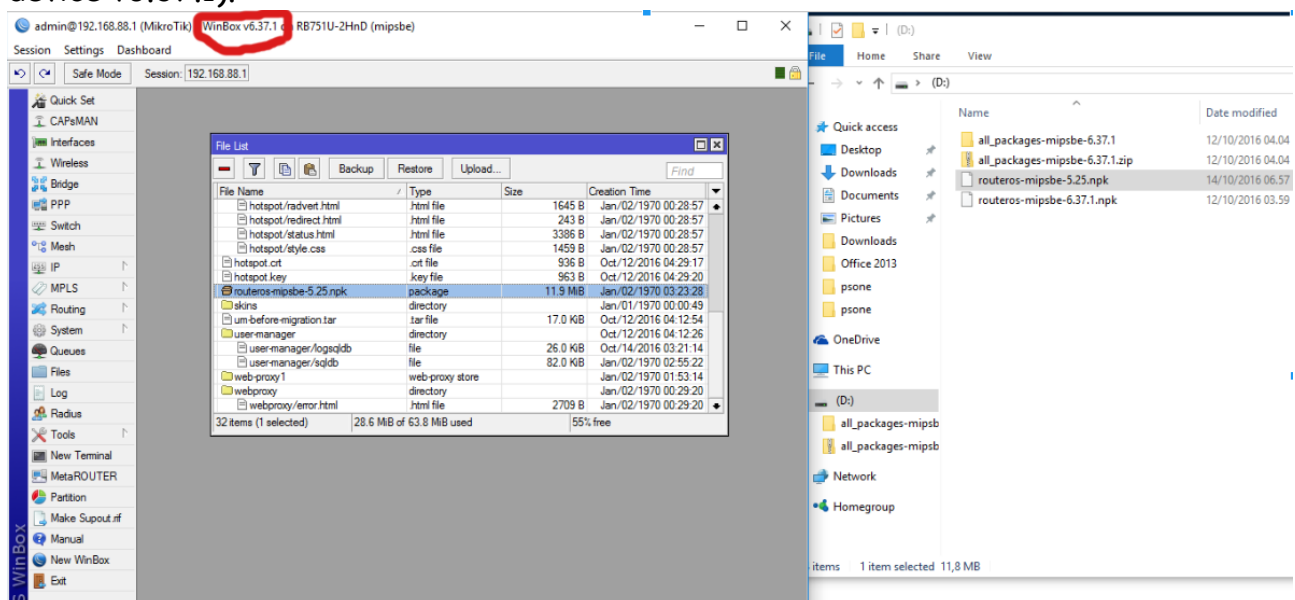 admin@192.168.88.1 (MikroTik) WinBox v6.37.1 RB751U-2HnD (mipsbe)
Session Settings Dashboard
Safe Mode Session: 192.168.88.1
Quick Set
CAPsMAN
Interfaces
Wireless
Bridge
PPP
Switch
Mesh
IP
MPLS
Routing
System
Queues
Files
Log
Radius
Tools
New Terminal
MetaROUTER
Partition
Make Supout.rif
Manual
New WinBox
Exit
WinBox
File List
Backup Restore Upload... Find
File Name / Type Size Creation Time
hotspot/radvert.html .html file 1645 B Jan/02/1970 00:28:57
hotspot/redirect.html .html file 243 B Jan/02/1970 00:28:57
hotspot/status.html .html file 3386 B Jan/02/1970 00:28:57
hotspot/style.css .css file 1459 B Jan/02/1970 00:28:57
hotspot.crt .crt file 936 B Oct/12/2016 04:29:17
hotspot.key .key file 963 B Oct/12/2016 04:29:20
routeros-mipsbe-5.25.npk package 11.9 MiB Jan/02/1970 03:23:28
skins directory Jan/01/1970 00:00:49
um-before-migration.tar .tar file 17.0 KiB Oct/12/2016 04:12:54
user-manager directory Oct/12/2016 04:12:26
user-manager/logsqldb file 26.0 KiB Oct/14/2016 03:21:14
user-manager/sqldb file 82.0 KiB Jan/02/1970 02:55:22
web-proxy1 web-proxy store Jan/02/1970 01:53:14
webproxy directory Jan/02/1970 00:29:20
webproxy/error.html .html file 2709 B Jan/02/1970 00:29:20
32 items (1 selected) 28.6 MiB of 63.8 MiB used 55% free
(D:)
File Home Share View
(D:)
Quick access
Desktop
Downloads
Documents
Pictures
Downloads
Office 2013
psone
psone
OneDrive
This PC
(D:)
all_packages-mipsb
all_packages-mipsb
Network
Homegroup
Name Date modified
all_packages-mipsbe-6.37.1 12/10/2016 04.04
all_packages-mipsbe-6.37.1.zip 12/10/2016 04.04
routeros-mipsbe-5.25.npk 14/10/2016 06.57
routeros-mipsbe-6.37.1.npk 12/10/2016 03.59
items 1 item selected 11,8 MB